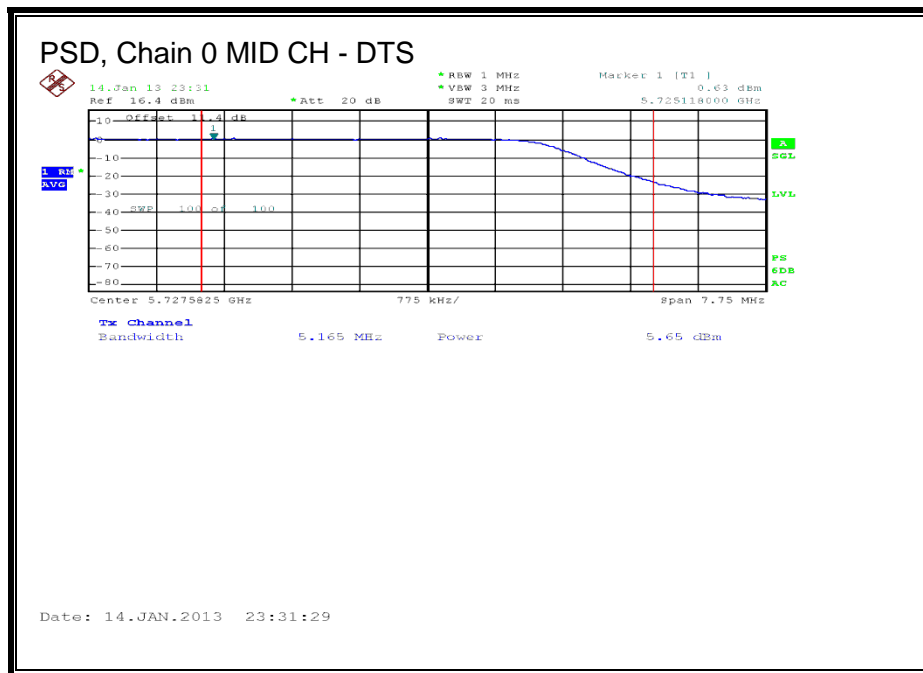 PSD, Chain 0 MID CH - DTS
R S
* RBW 1 MHz Marker 1 [T1 ]
14.Jan 13 23:31 * VBW 3 MHz 0.63 dBm
Ref 16.4 dBm * Att 20 dB SWT 20 ms 5.725118000 GHz
10 Offset 11.4 dB
1
0
A
-10
SGL
1 RM *
-20
AVG
-30
LVL
-40 SWP 100 of 100
-50
-60
PS
-70
6DB
-80
AC
Center 5.7275825 GHz 775 kHz/ Span 7.75 MHz
Tx Channel
Bandwidth 5.165 MHz Power 5.65 dBm
Date: 14.JAN.2013 23:31:29